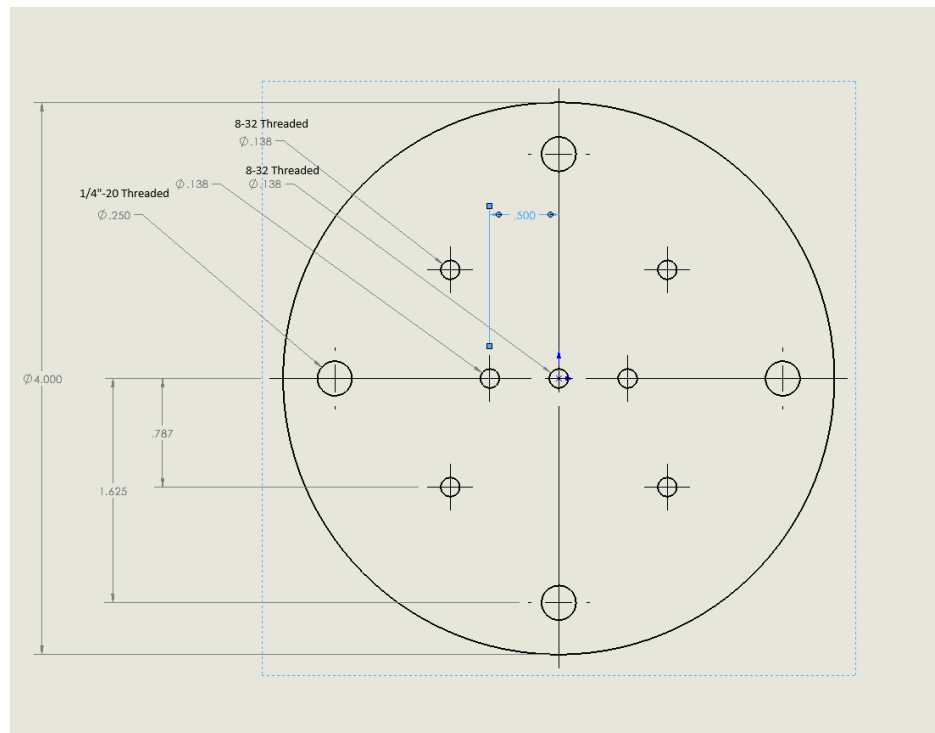 8-32 Threaded
∅.138
8-32 Threaded
∅.138
∅.138
1/4"-20 Threaded
∅.250
.500
∅4.000
.787
1.625